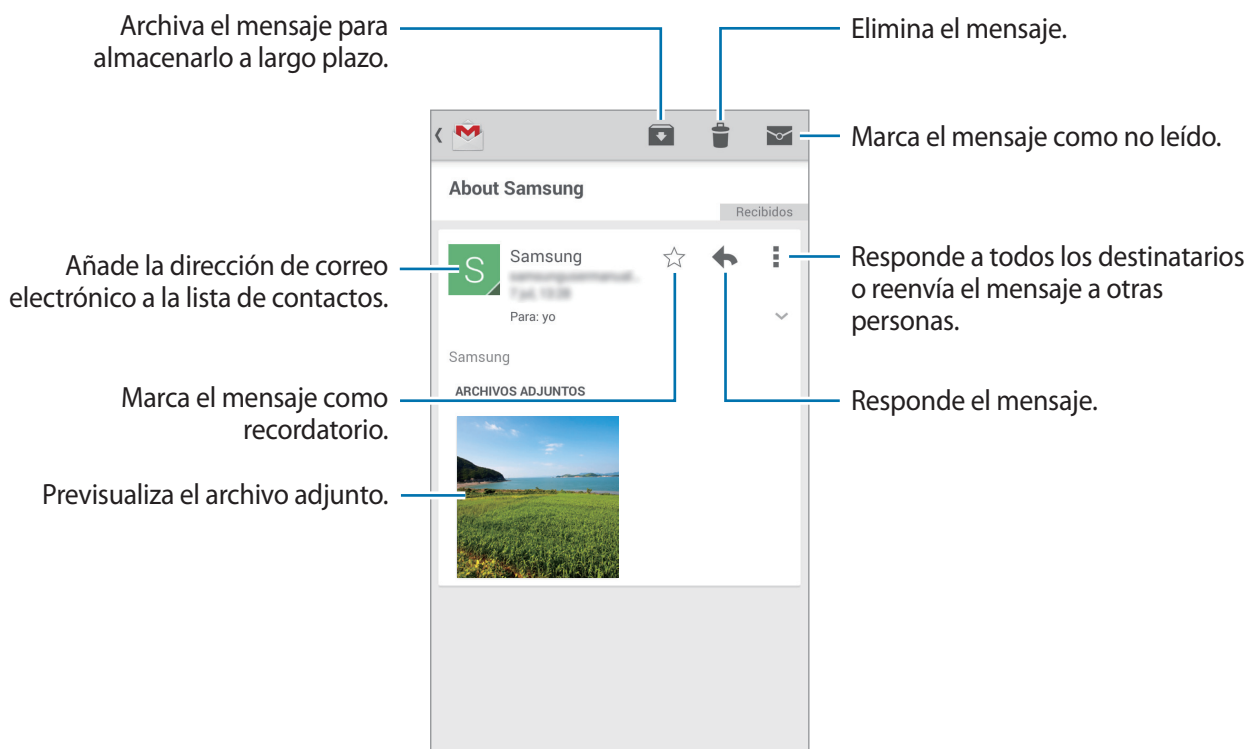 Archiva el mensaje para
almacenarlo a largo plazo.
Elimina el mensaje.
Marca el mensaje como no leído.
About Samsung
Recibidos
Añade la dirección de correo
electrónico a la lista de contactos.
S
Samsung
Para: yo
Responde a todos los destinatarios
o reenvía el mensaje a otras
personas.
Samsung
Marca el mensaje como
recordatorio.
ARCHIVOS ADJUNTOS
Responde el mensaje.
Previsualiza el archivo adjunto.